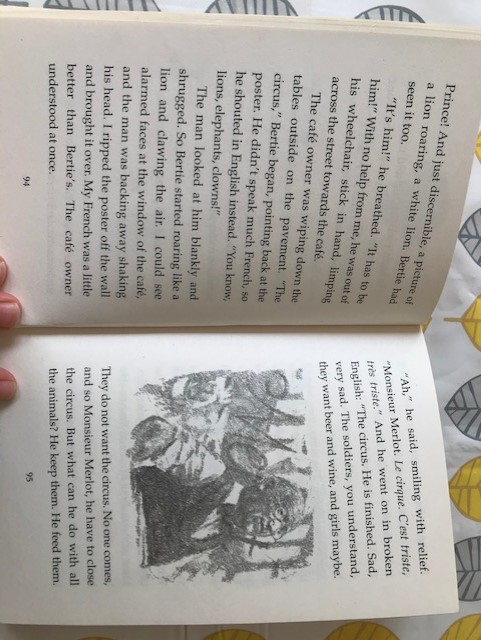 Prince! And just discernible, a picture of
a lion roaring, a white lion. Bertie had
seen it too.
"It's him!" he breathed. "It has to be
him!" With no help from me, he was out of
his wheelchair, stick in hand, limping
across the street towards the café.
The café owner was wiping down the
tables outside on the pavement. "The
circus," Bertie began, pointing back at the
poster. He didn't speak much French, so
he shouted in English instead. "You know,
lions, elephants, clowns!"
The man looked at him blankly and
shrugged. So Bertie started roaring like a
lion and clawing the air. I could see
alarmed faces at the window of the café,
and the man was backing away shaking
his head. I ripped the poster off the wall
and brought it over. My French was a little
better than Bertie's. The café owner
understood at once.
94
"Ah," he said, smiling with relief.
"Monsieur Merlot. Le cirque. C'est triste,
très triste." And he went on in broken
English: "The circus. He is finished. Sad,
very sad. The soldiers, you understand,
they want beer and wine, and girls maybe.
They do not want the circus. No one comes,
and so Monsieur Merlot, he have to close
the circus. But what can he do with all
the animals? He keep them. He feed them.
95